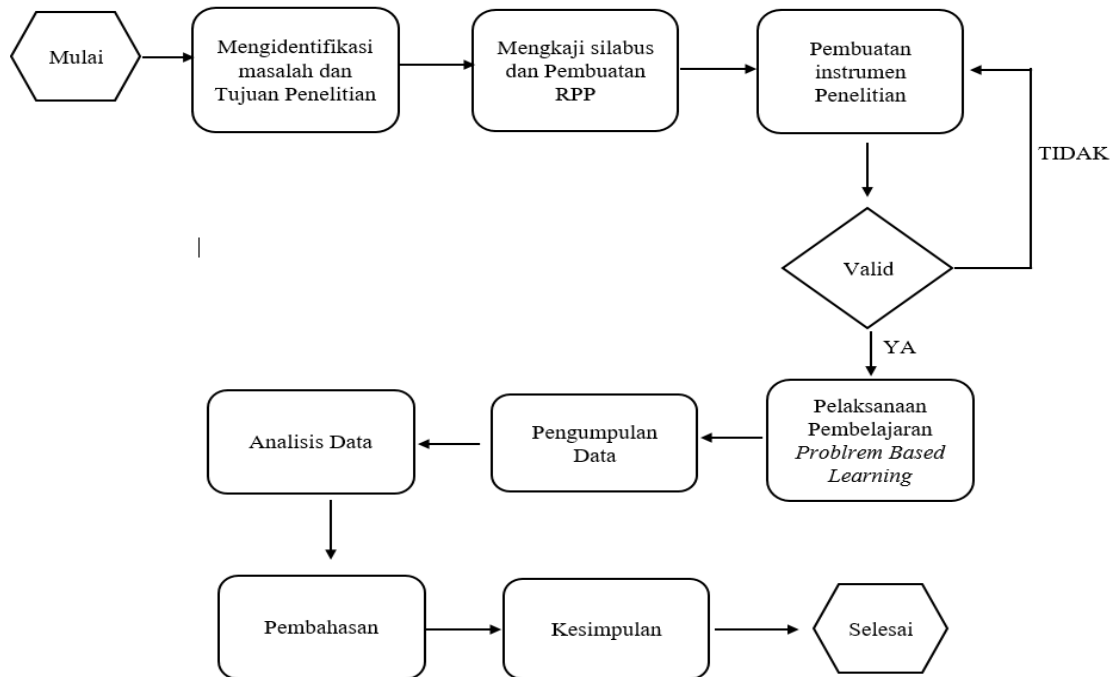 Mulai
Mengidentifikasi
masalah dan
Tujuan Penelitian
Mengkaji silabus
dan Pembuatan
RPP
Pembuatan
instrumen
Penelitian
TIDAK
Valid
YA
Pelaksanaan
Pembelajaran
Problrem Based
Learning
Pengumpulan
Data
Analisis Data
Pembahasan
Kesimpulan
Selesai